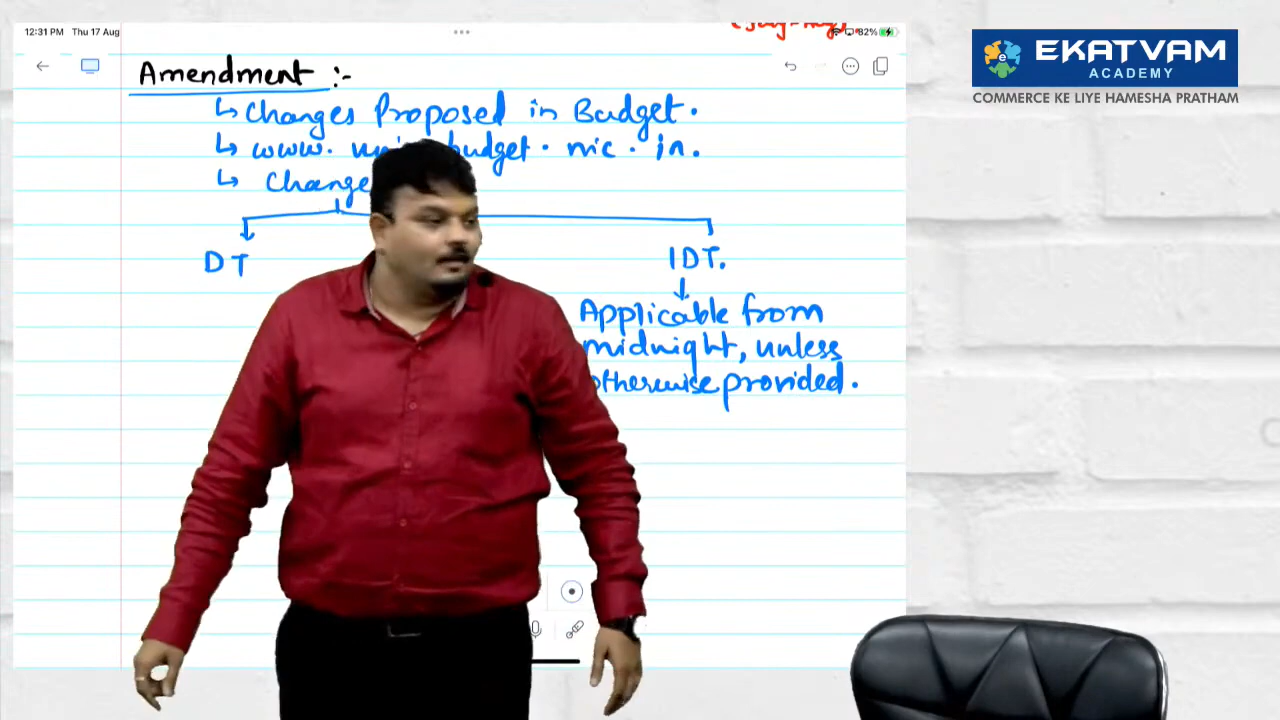 12:31 PM Thu 17 Aug
82%
Amendment :-
↳ Changes Proposed in Budget.
↳ www. budget. nic. in.
↳ Change
DT
IDT.
Applicable from
midnight, unless
otherwise provided.
EKATVAM
ACADEMY
COMMERCE KE LIYE HAMESHA PRATHAM